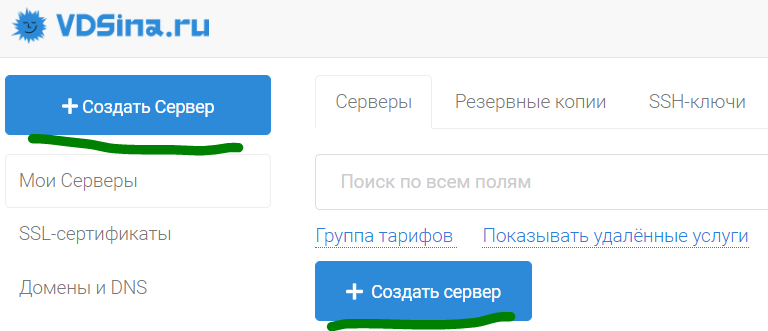 VDSina.ru
Создать Сервер
Серверы Резервные копии SSH-ключи
Мои Серверы
Поиск по всем полям
SSL-сертификаты
Группа тарифов Показывать удалённые услуги
Домены и DNS
Создать сервер